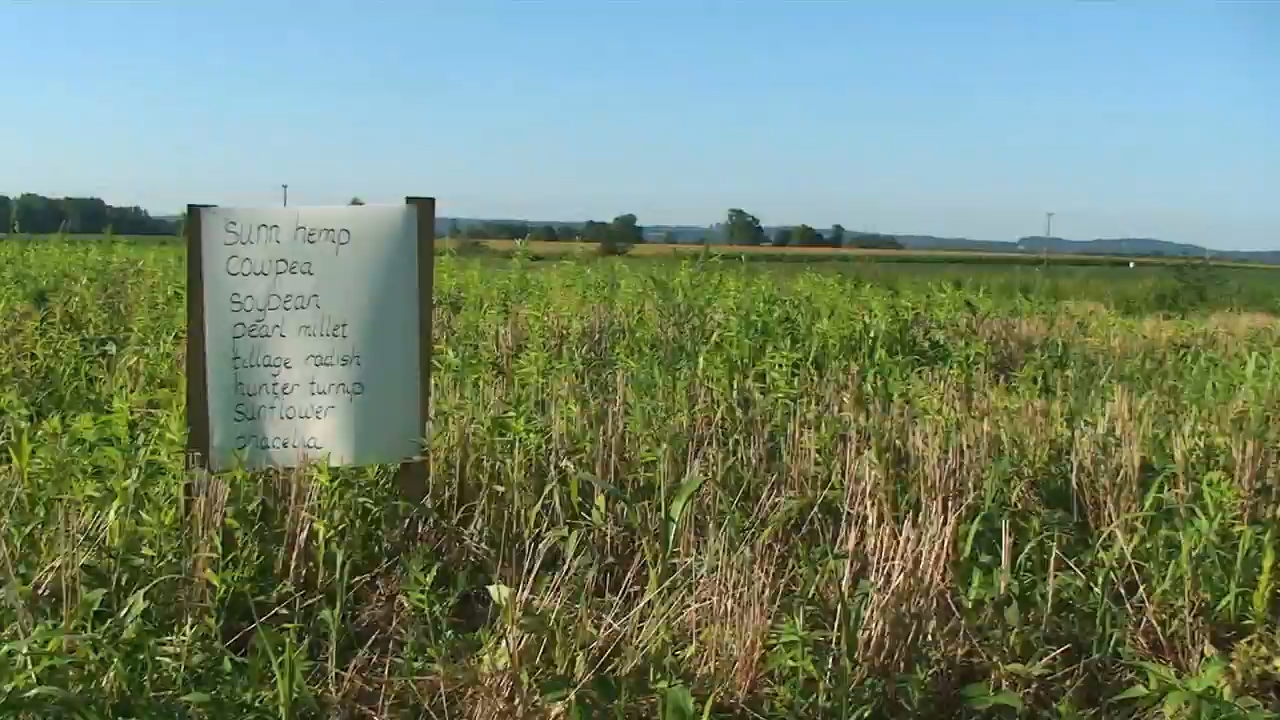 Sunn hemp
Cowpea
Soybean
pearl millet
tillage radish
hunter turnip
Sunflower
phacelia